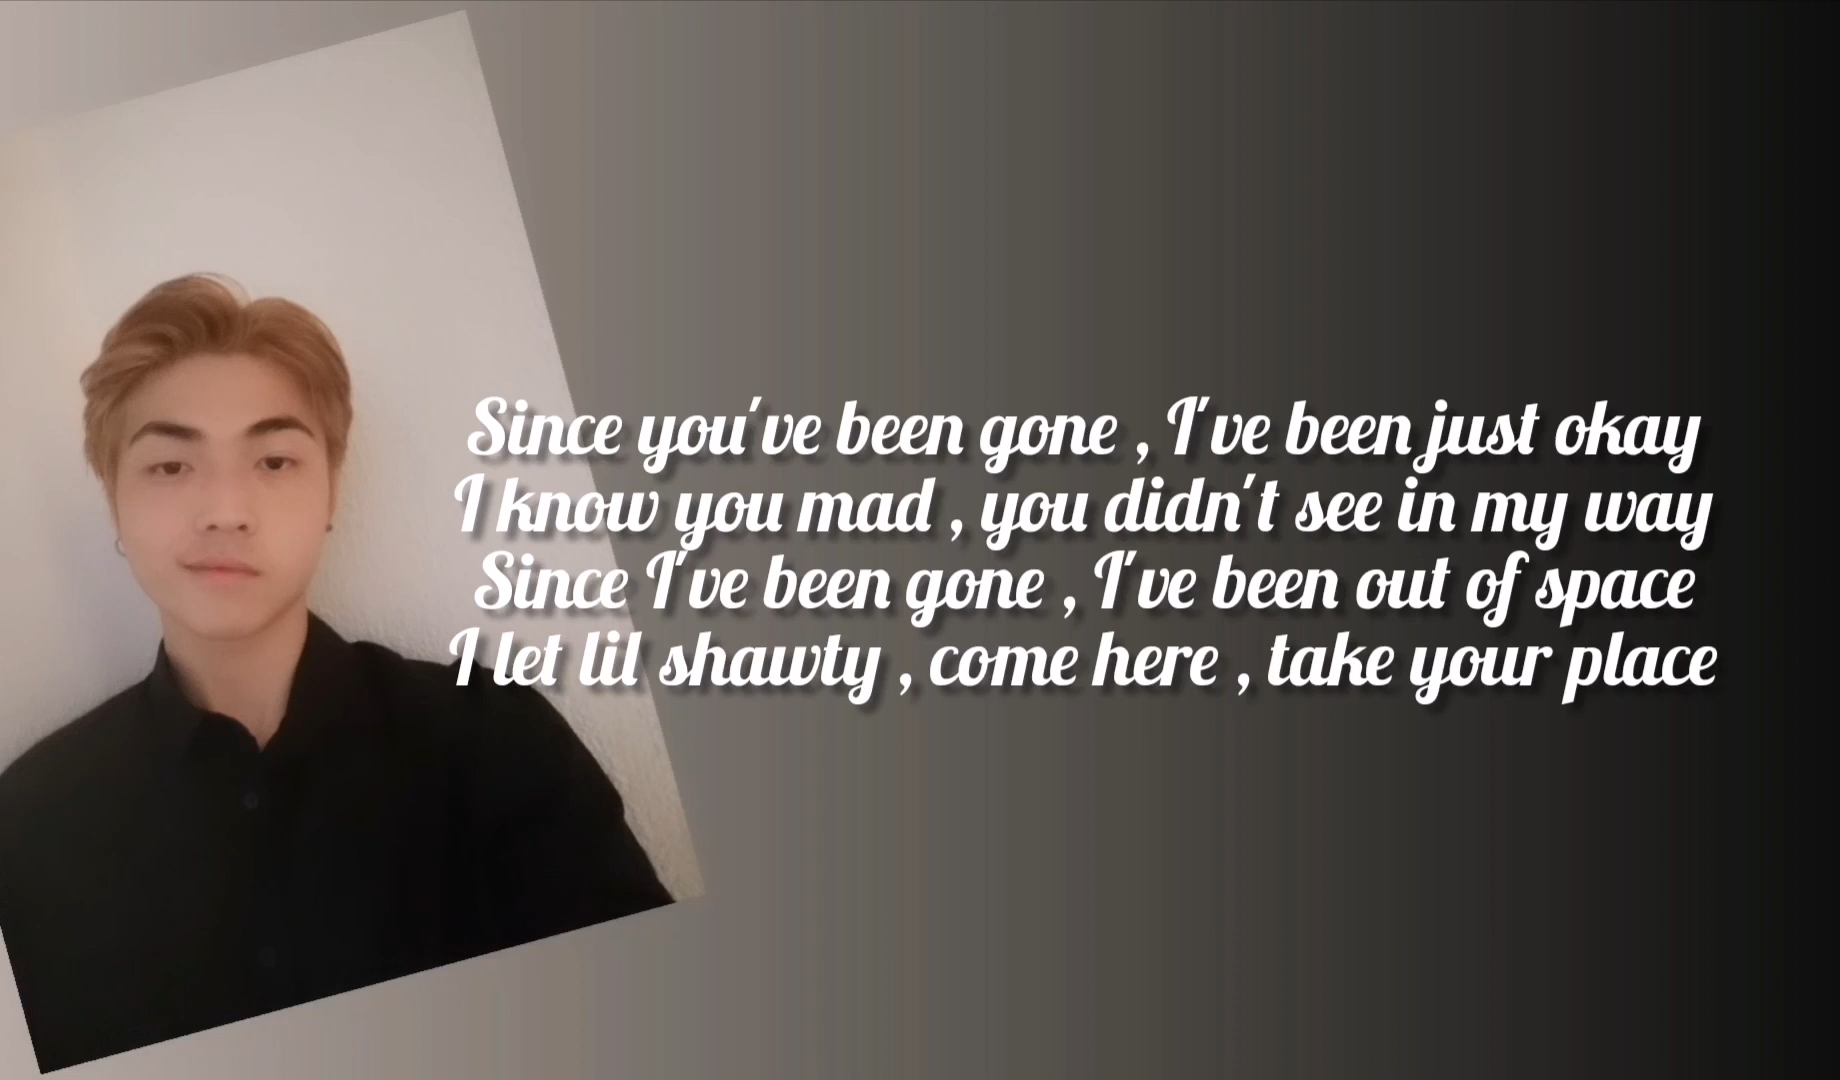 Since you've been gone , I've been just okay
I know you mad , you didn't see in my way
Since I've been gone , I've been out of space
I let lil shawty , come here , take your place